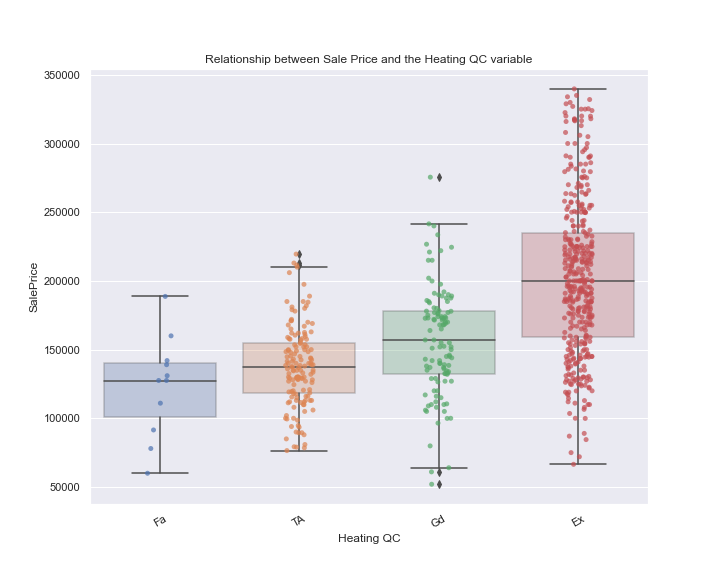 Relationship between Sale Price and the Heating QC variable
350000
300000
250000
200000
150000
100000
50000
SalePrice
Fa TA Gd Ex
Heating QC